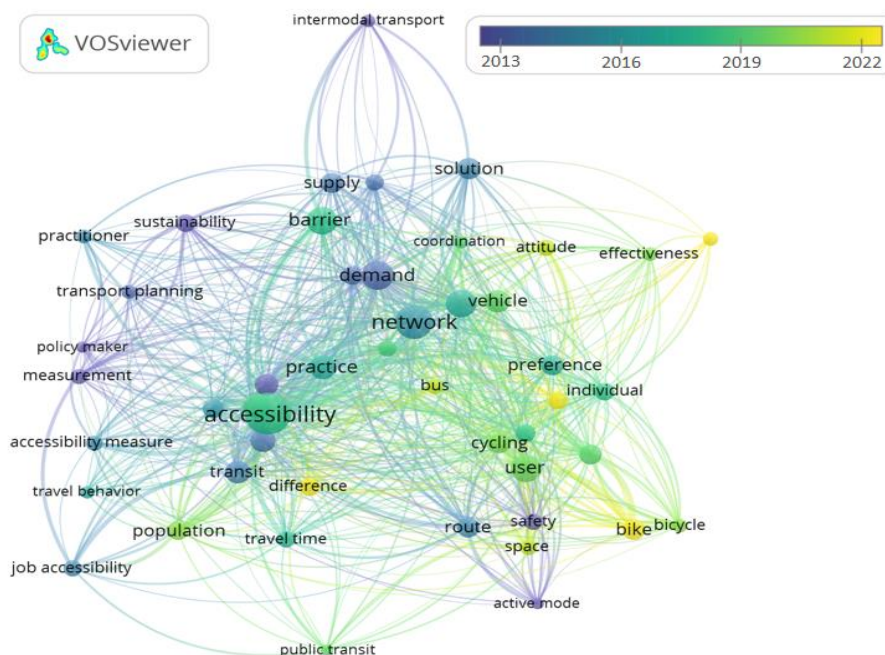 intermodal transport
VOSviewer
2013 2016 2019 2022
supply
solution
barrier
sustainability
practitioner
coordination
attitude
effectiveness
demand
transport planning
vehicle
network
policy maker
measurement
practice
preference
bus
individual
accessibility
accessibility measure
cycling
transit
user
travel behavior
difference
population
route
safety
bike
bicycle
travel time
space
job accessibility
active mode
public transit